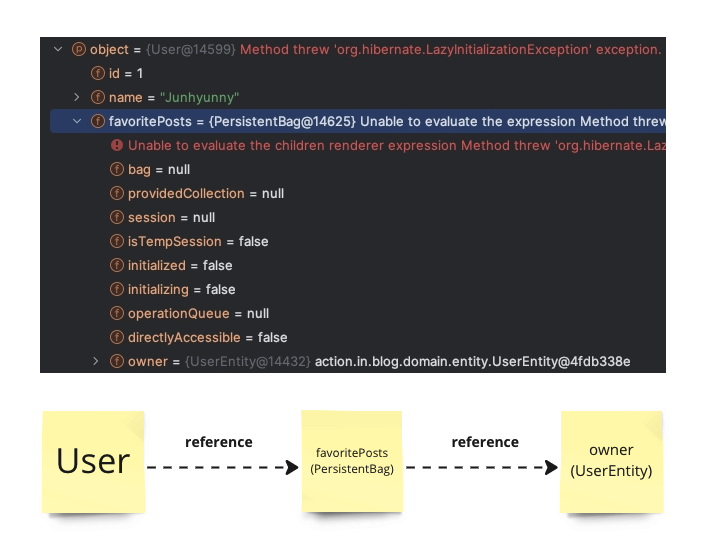 object = {User@14599} Method threw 'org.hibernate.LazyInitializationException' exception.
id = 1
name = "Junhyunny"
favoritePosts = {PersistentBag@14625} Unable to evaluate the expression Method threw
Unable to evaluate the children renderer expression Method threw 'org.hibernate.Laz
bag = null
providedCollection = null
session = null
isTempSession = false
initialized = false
initializing = false
operationQueue = null
directlyAccessible = false
owner = {UserEntity@14432} action.in.blog.domain.entity.UserEntity@4fdb338e
User
reference
favoritePosts
(PersistentBag)
reference
owner
(UserEntity)